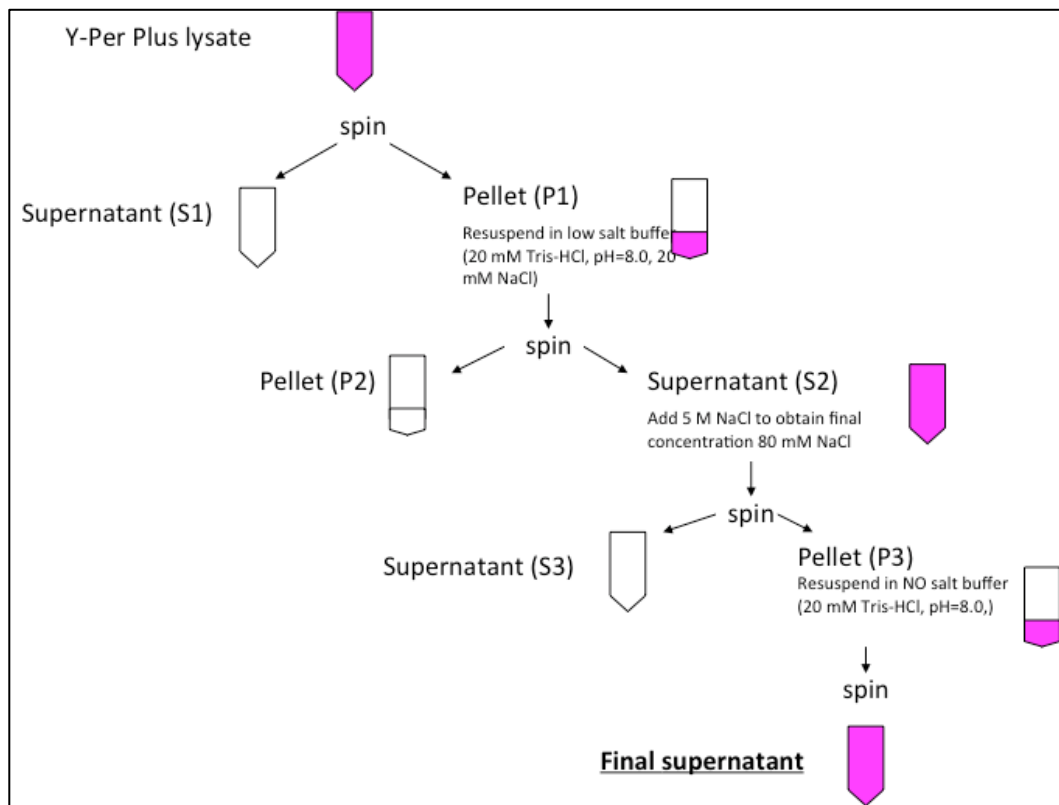 Y-Per Plus lysate
spin
Supernatant (S1)
Pellet (P1)
Resuspend in low salt buffer
(20 mM Tris-HCl, pH=8.0, 20
mM NaCl)
spin
Pellet (P2)
Supernatant (S2)
Add 5 M NaCl to obtain final
concentration 80 mM NaCl
spin
Supernatant (S3)
Pellet (P3)
Resuspend in NO salt buffer
(20 mM Tris-HCl, pH=8.0,)
spin
Final supernatant